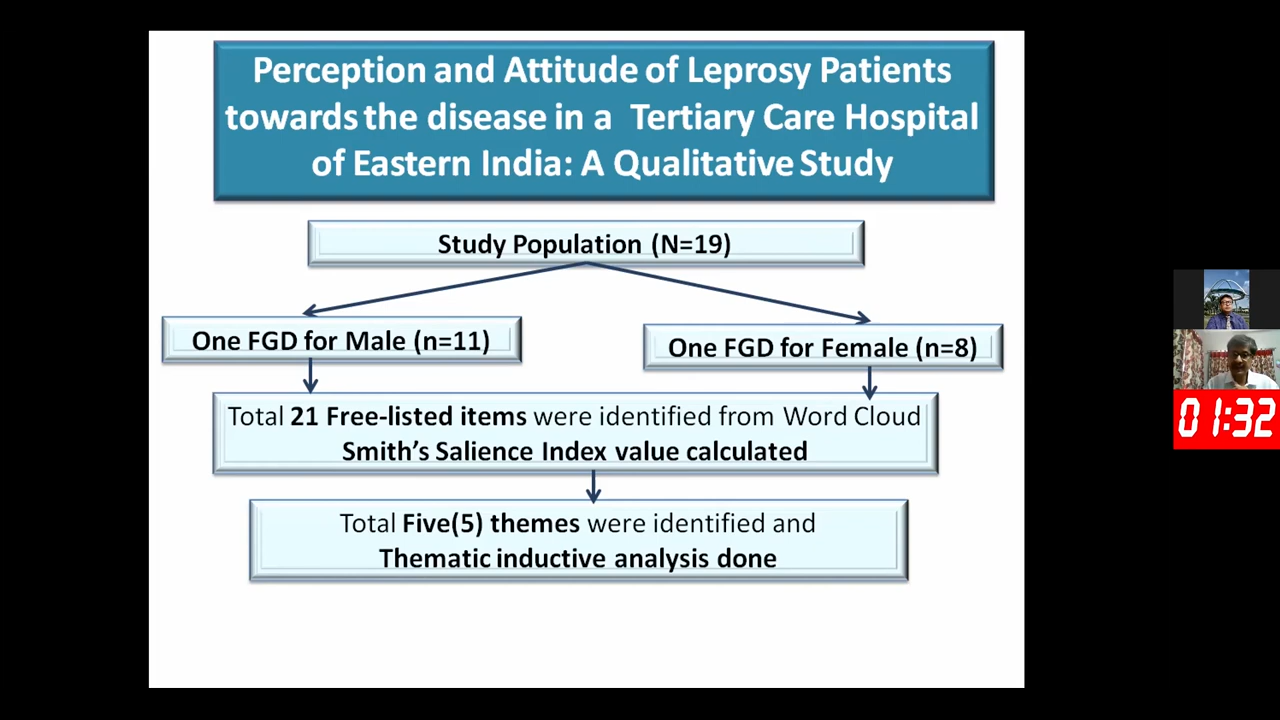 Perception and Attitude of Leprosy Patients
towards the disease in a Tertiary Care Hospital
of Eastern India: A Qualitative Study
Study Population (N=19)
One FGD for Male (n=11)
One FGD for Female (n=8)
Total 21 Free-listed items were identified from Word Cloud
Smith's Salience Index value calculated
Total Five(5) themes were identified and
Thematic inductive analysis done
01:32